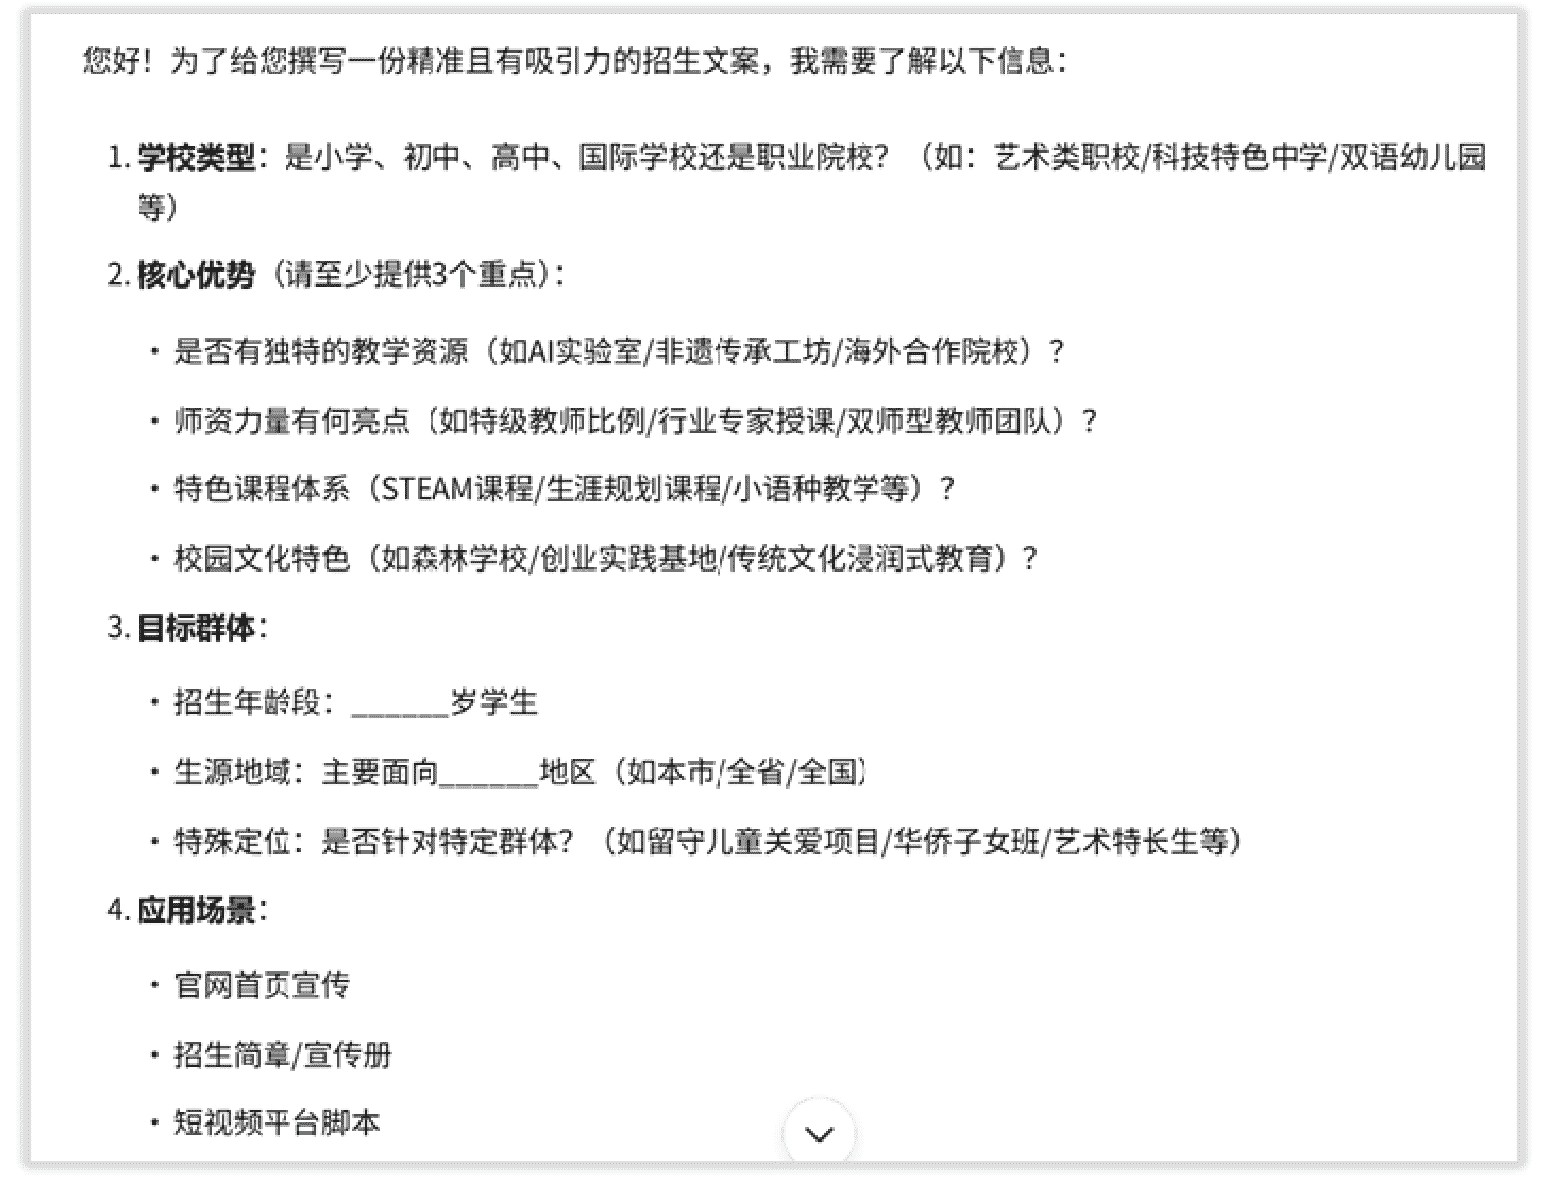 您好！为了给您撰写一份精准且有吸引力的招生文案，我需要了解以下信息：
1. 学校类型：是小学、初中、高中、国际学校还是职业院校？（如：艺术类职校/科技特色中学/双语幼儿园
等）
2. 核心优势（请至少提供3个重点）：
• 是否有独特的教学资源（如AI实验室/非遗传承工坊/海外合作院校）？
• 师资力量有何亮点（如特级教师比例/行业专家授课/双师型教师团队）？
• 特色课程体系（STEAM课程/生涯规划课程/小语种教学等）？
• 校园文化特色（如森林学校/创业实践基地/传统文化浸润式教育）？
3. 目标群体：
• 招生年龄段：______岁学生
• 生源地域：主要面向______地区（如本市/全省/全国）
• 特殊定位：是否针对特定群体？（如留守儿童关爱项目/华侨子女班/艺术特长生等）
4. 应用场景：
• 官网首页宣传
• 招生简章/宣传册
• 短视频平台脚本